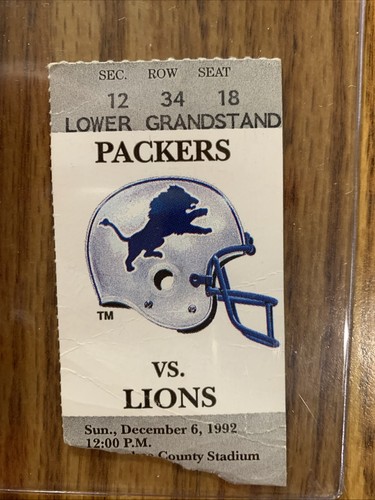 SEC. ROW SEAT
12 34 18
LOWER GRANDSTAND
PACKERS
TM
VS.
LIONS
Sun., December 6, 1992
12:00 P.M.
County Stadium